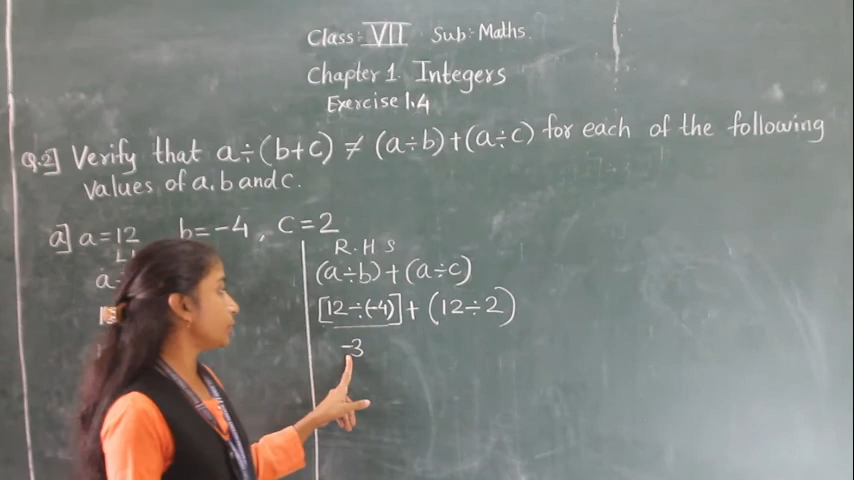 Class:- VII Sub:- Maths.
Chapter 1. Integers
Exercise 1.4
Q.2] Verify that a÷(b+c) ≠ (a÷b)+(a÷c) for each of the following
values of a, b and c.
a] a=12 b=-4, c=2
R.H S
(a÷b)+(a÷c)
[12÷(-4)]+(12÷2)
-3